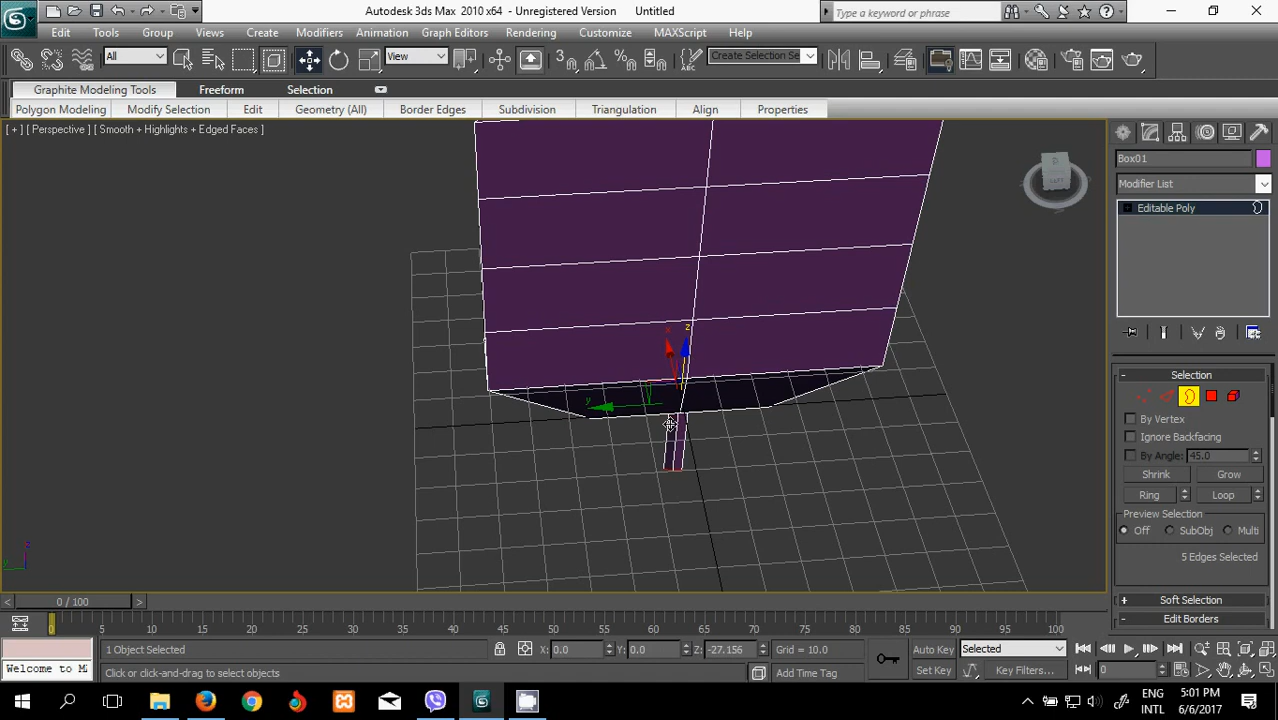 Autodesk 3ds Max 2010 x64 - Unregistered Version Untitled
Type a keyword or phrase
Edit Tools Group Views Create Modifiers Animation Graph Editors Rendering Customize MAXScript Help
All View Create Selection Se
Graphite Modeling Tools Freeform Selection
Polygon Modeling Modify Selection Edit Geometry (All) Border Edges Subdivision Triangulation Align Properties
[ + ] [ Perspective ] [ Smooth + Highlights + Edged Faces ]
Box01
Modifier List
Editable Poly
x z
y
Selection
By Vertex
Ignore Backfacing
By Angle: 45.0
Shrink Grow
Ring Loop
Preview Selection
Off SubObj Multi
5 Edges Selected
z
y
Soft Selection
Edit Borders
< 0 / 100 >
0 5 10 15 20 25 30 35 40 45 50 55 60 65 70 75 80 85 90 95 100
1 Object Selected X: 0.0 Y: 0.0 Z: -27.156 Grid = 10.0 Auto Key Selected
Welcome to M Click or click-and-drag to select objects Add Time Tag Set Key Key Filters... 0
ENG 5:01 PM
INTL 6/6/2017